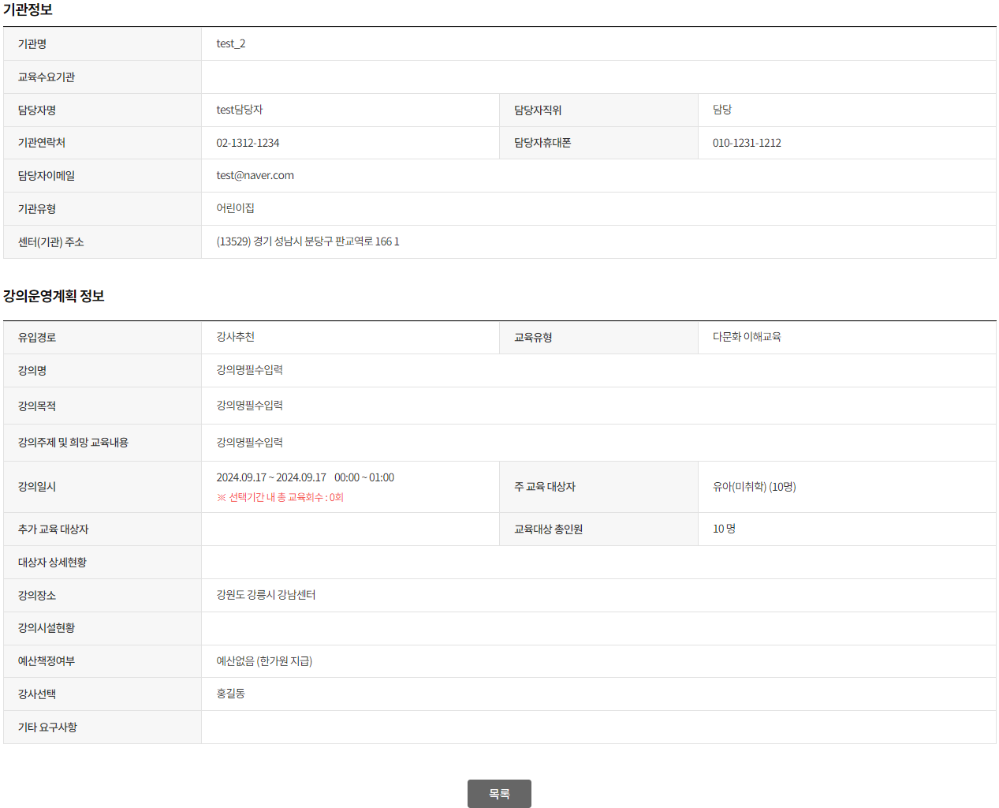 기관정보
기관명 test_2
교육수요기관
담당자명 test담당자 담당자직위 담당
기관연락처 02-1312-1234 담당자휴대폰 010-1231-1212
담당자이메일 test@naver.com
기관유형 어린이집
센터(기관) 주소 (13529) 경기 성남시 분당구 판교역로 166 1
강의운영계획 정보
유입경로 강사추천 교육유형 다문화 이해교육
강의명 강의명필수입력
강의목적 강의명필수입력
강의주제 및 희망 교육내용 강의명필수입력
강의일시 2024.09.17 ~ 2024.09.17 00:00 ~ 01:00 주 교육 대상자 유아(미취학) (10명)
※ 선택기간 내 총 교육회수 : 0회
추가 교육 대상자 교육대상 총인원 10 명
대상자 상세현황
강의장소 강원도 강릉시 강남센터
강의시설현황
예산책정여부 예산없음 (한가원 지급)
강사선택 홍길동
기타 요구사항
목록